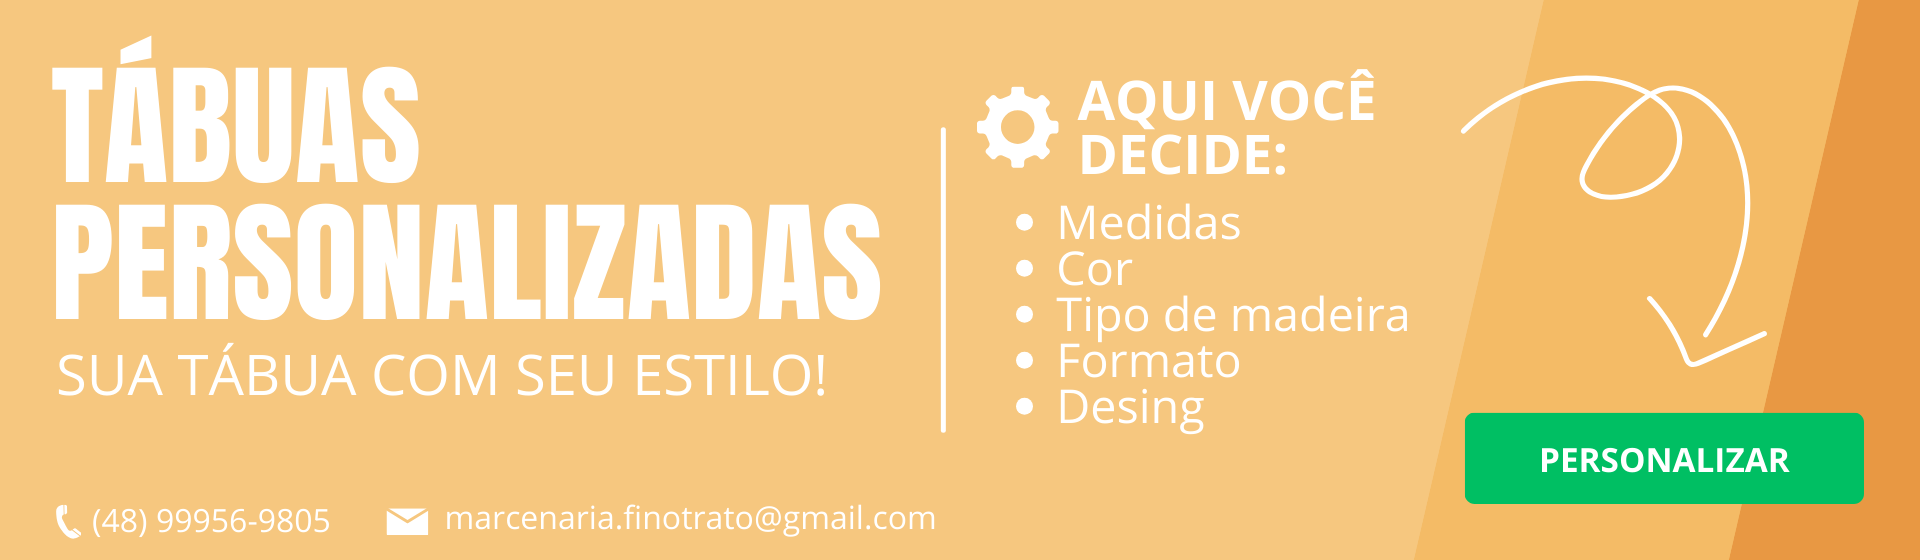 TÁBUAS
PERSONALIZADAS
SUA TÁBUA COM SEU ESTILO!
(48) 99956-9805
marcenaria.finotrato@gmail.com
AQUI VOCÊ
DECIDE:
Medidas
Cor
Tipo de madeira
Formato
Desing
PERSONALIZAR